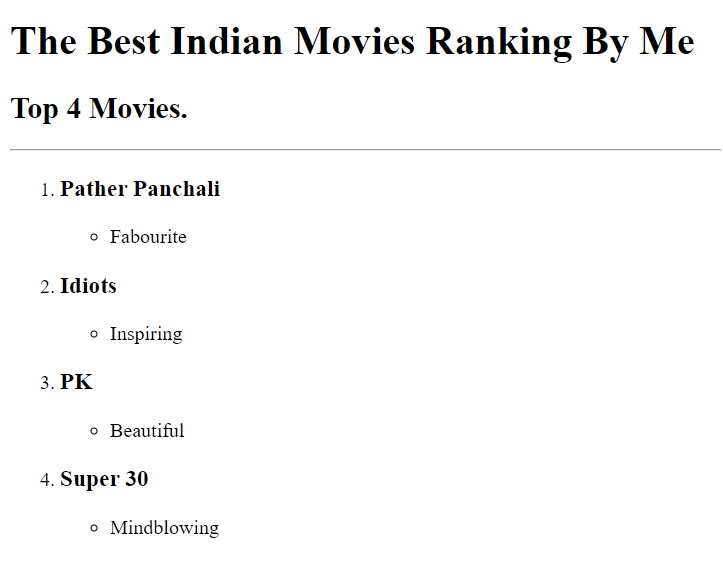 The Best Indian Movies Ranking By Me
Top 4 Movies.
1. Pather Panchali
Fabourite
2. Idiots
Inspiring
3. PK
Beautiful
4. Super 30
Mindblowing